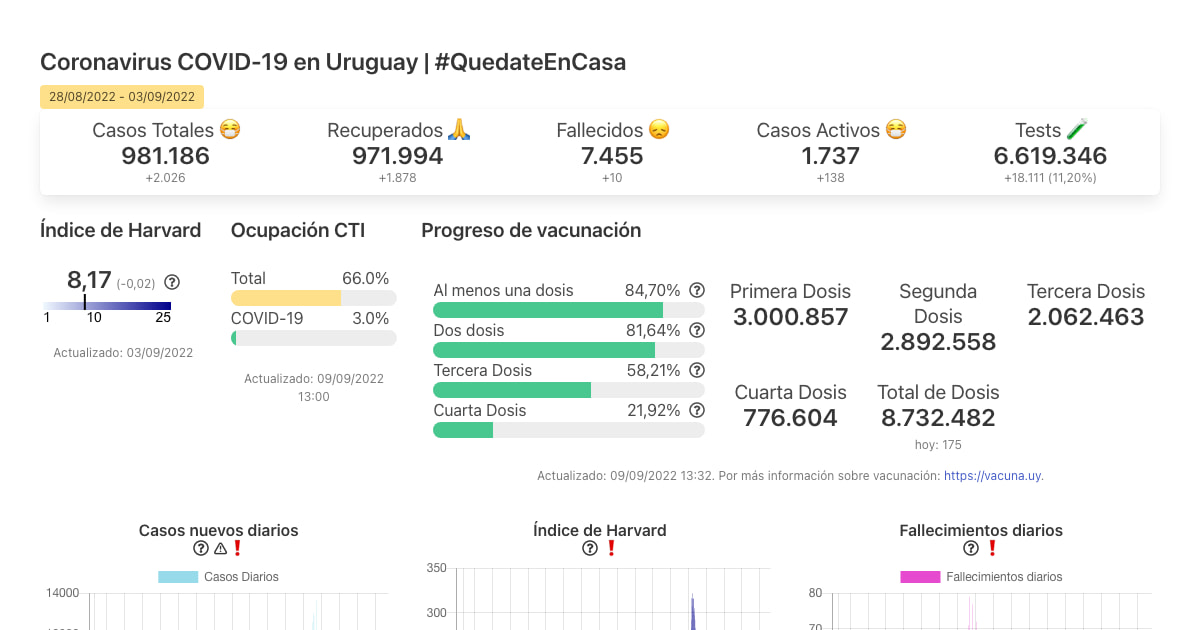 Coronavirus COVID-19 en Uruguay | #QuedateEnCasa
28/08/2022 - 03/09/2022
Casos Totales 😷
981.186
+2.026
Recuperados 🙏
971.994
+1.878
Fallecidos 😞
7.455
+10
Casos Activos 😷
1.737
+138
Tests 🧪
6.619.346
+18.111 (11,20%)
Índice de Harvard
8,17 (-0,02)
1 10 25
Actualizado: 03/09/2022
Ocupación CTI
Total 66.0%
COVID-19 3.0%
Actualizado: 09/09/2022
13:00
Progreso de vacunación
Al menos una dosis 84,70%
Dos dosis 81,64%
Tercera Dosis 58,21%
Cuarta Dosis 21,92%
Primera Dosis
3.000.857
Segunda
Dosis
2.892.558
Tercera Dosis
2.062.463
Cuarta Dosis
776.604
Total de Dosis
8.732.482
hoy: 175
Actualizado: 09/09/2022 13:32. Por más información sobre vacunación: https://vacuna.uy.
Casos nuevos diarios
❗
Casos Diarios
14000
Índice de Harvard
❗
350
300
Fallecimientos diarios
❗
Fallecimientos diarios
80
70